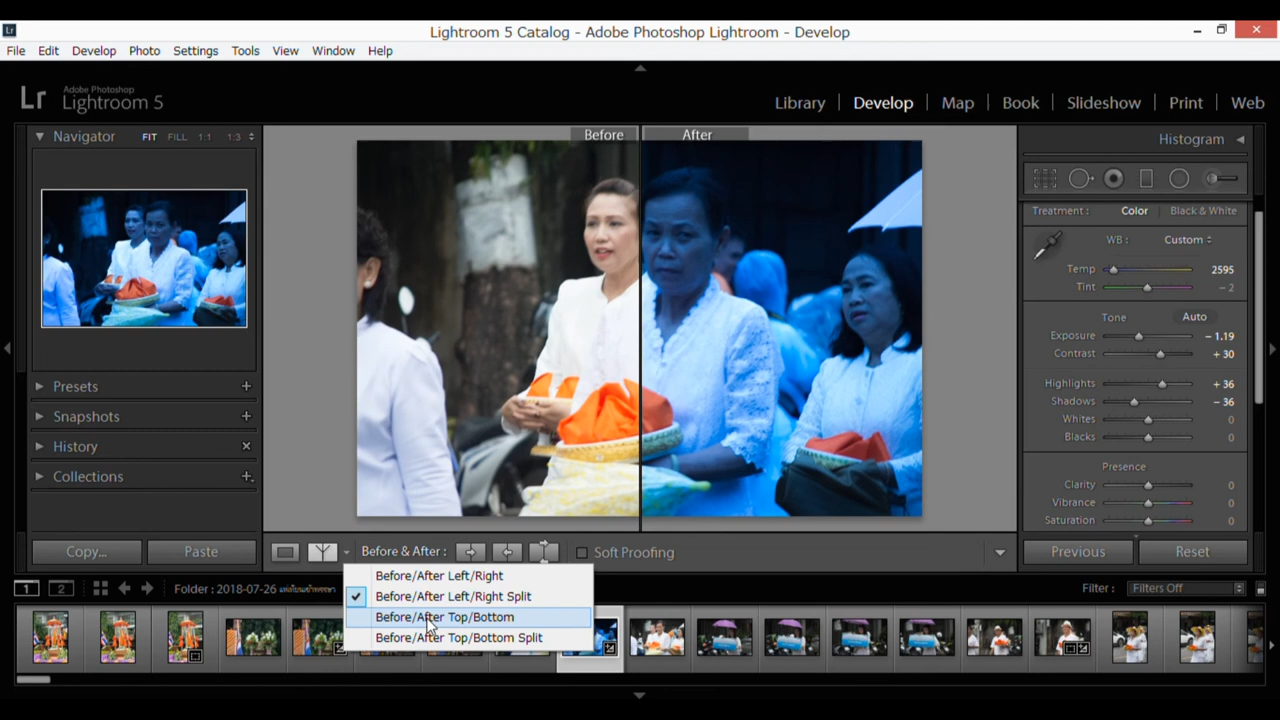 Lr
Lightroom 5 Catalog - Adobe Photoshop Lightroom - Develop
File Edit Develop Photo Settings Tools View Window Help
Lr Adobe Photoshop
Lightroom 5
Library Develop Map Book Slideshow Print Web
Navigator FIT FILL 1:1 1:3
Before After
Histogram
Treatment : Color Black & White
WB : Custom
Temp 2595
Tint – 2
Tone Auto
Exposure – 1.19
Contrast + 30
Highlights + 36
Shadows – 36
Whites 0
Blacks 0
Presence
Clarity 0
Vibrance 0
Saturation 0
Presets
Snapshots
History
Collections
Copy... Paste
Before & After : Soft Proofing
Previous Reset
Before/After Left/Right
Before/After Left/Right Split
Before/After Top/Bottom
Before/After Top/Bottom Split
1 2 Folder : 2018-07-26
Filter : Filters Off